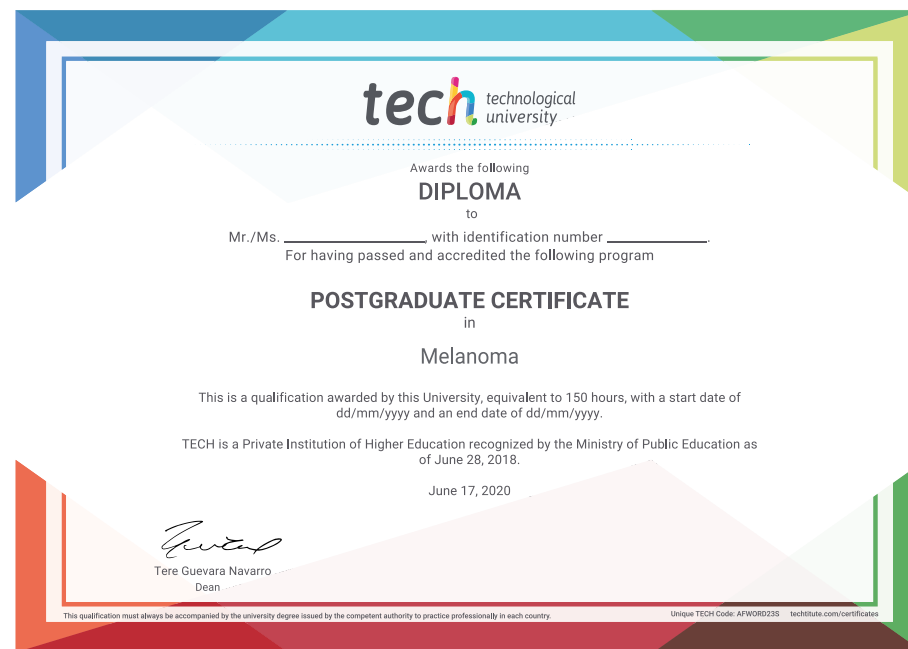 tech technological
university
Awards the following
DIPLOMA
to
Mr./Ms. ____________, with identification number ____________.
For having passed and accredited the following program
POSTGRADUATE CERTIFICATE
in
Melanoma
This is a qualification awarded by this University, equivalent to 150 hours, with a start date of
dd/mm/yyyy and an end date of dd/mm/yyyy.
TECH is a Private Institution of Higher Education recognized by the Ministry of Public Education as
of June 28, 2018.
June 17, 2020
Tere Guevara Navarro
Dean
This qualification must always be accompanied by the university degree issued by the competent authority to practice professionally in each country.
Unique TECH Code: AFWORD23S techtitute.com/certificates